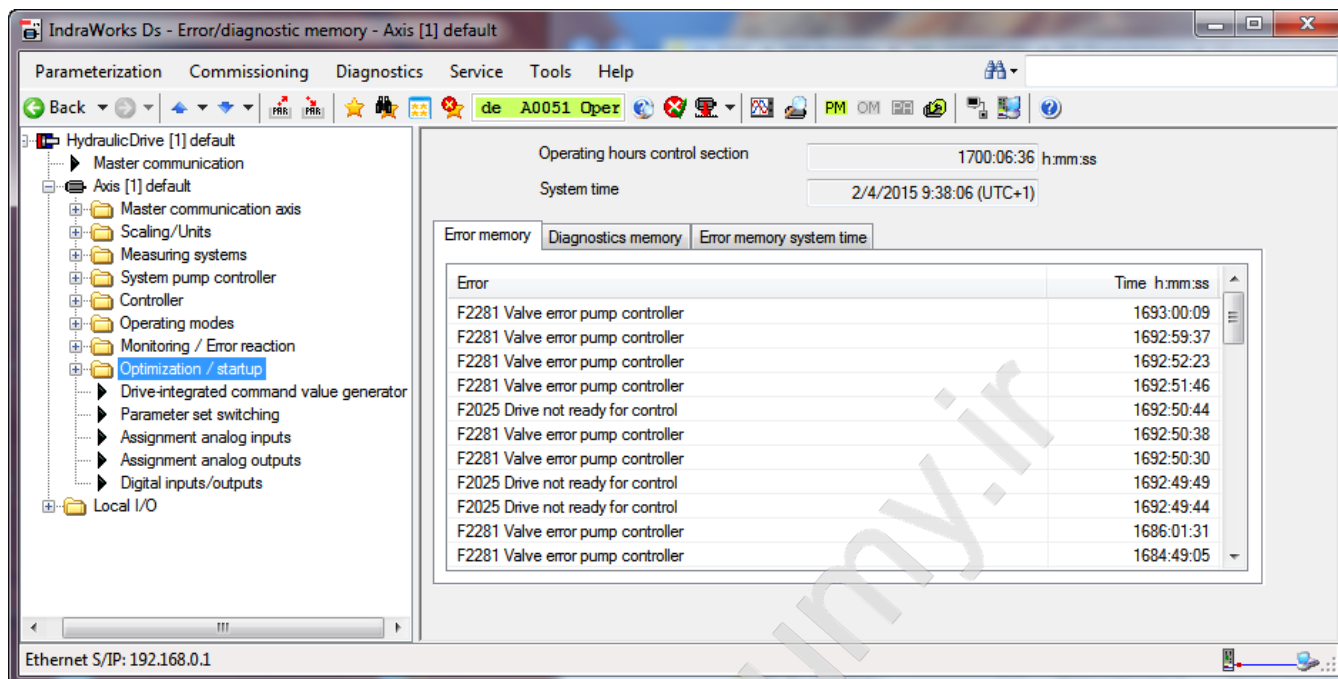 IndraWorks Ds - Error/diagnostic memory - Axis [1] default
Parameterization Commissioning Diagnostics Service Tools Help
Back de A0051 Oper PM OM
HydraulicDrive [1] default
Master communication
Axis [1] default
Master communication axis
Scaling/Units
Measuring systems
System pump controller
Controller
Operating modes
Monitoring / Error reaction
Optimization / startup
Drive-integrated command value generator
Parameter set switching
Assignment analog inputs
Assignment analog outputs
Digital inputs/outputs
Local I/O
Operating hours control section 1700:06:36 h:mm:ss
System time 2/4/2015 9:38:06 (UTC+1)
Error memory Diagnostics memory Error memory system time
Error Time h:mm:ss
F2281 Valve error pump controller 1693:00:09
F2281 Valve error pump controller 1692:59:37
F2281 Valve error pump controller 1692:52:23
F2281 Valve error pump controller 1692:51:46
F2025 Drive not ready for control 1692:50:44
F2281 Valve error pump controller 1692:50:38
F2281 Valve error pump controller 1692:50:30
F2025 Drive not ready for control 1692:49:49
F2025 Drive not ready for control 1692:49:44
F2281 Valve error pump controller 1686:01:31
F2281 Valve error pump controller 1684:49:05
Ethernet S/IP: 192.168.0.1
umy.ir